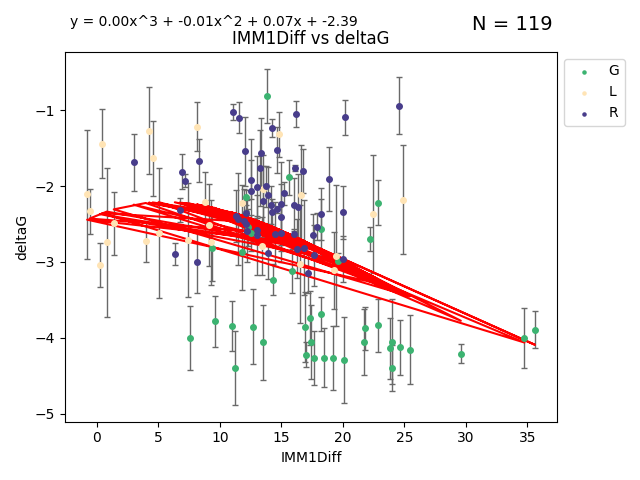 y = 0.00x^3 + -0.01x^2 + 0.07x + -2.39
N = 119
IMM1Diff vs deltaG
G
L
R
−1
−2
−3
−4
−5
deltaG
0 5 10 15 20 25 30 35
IMM1Diff